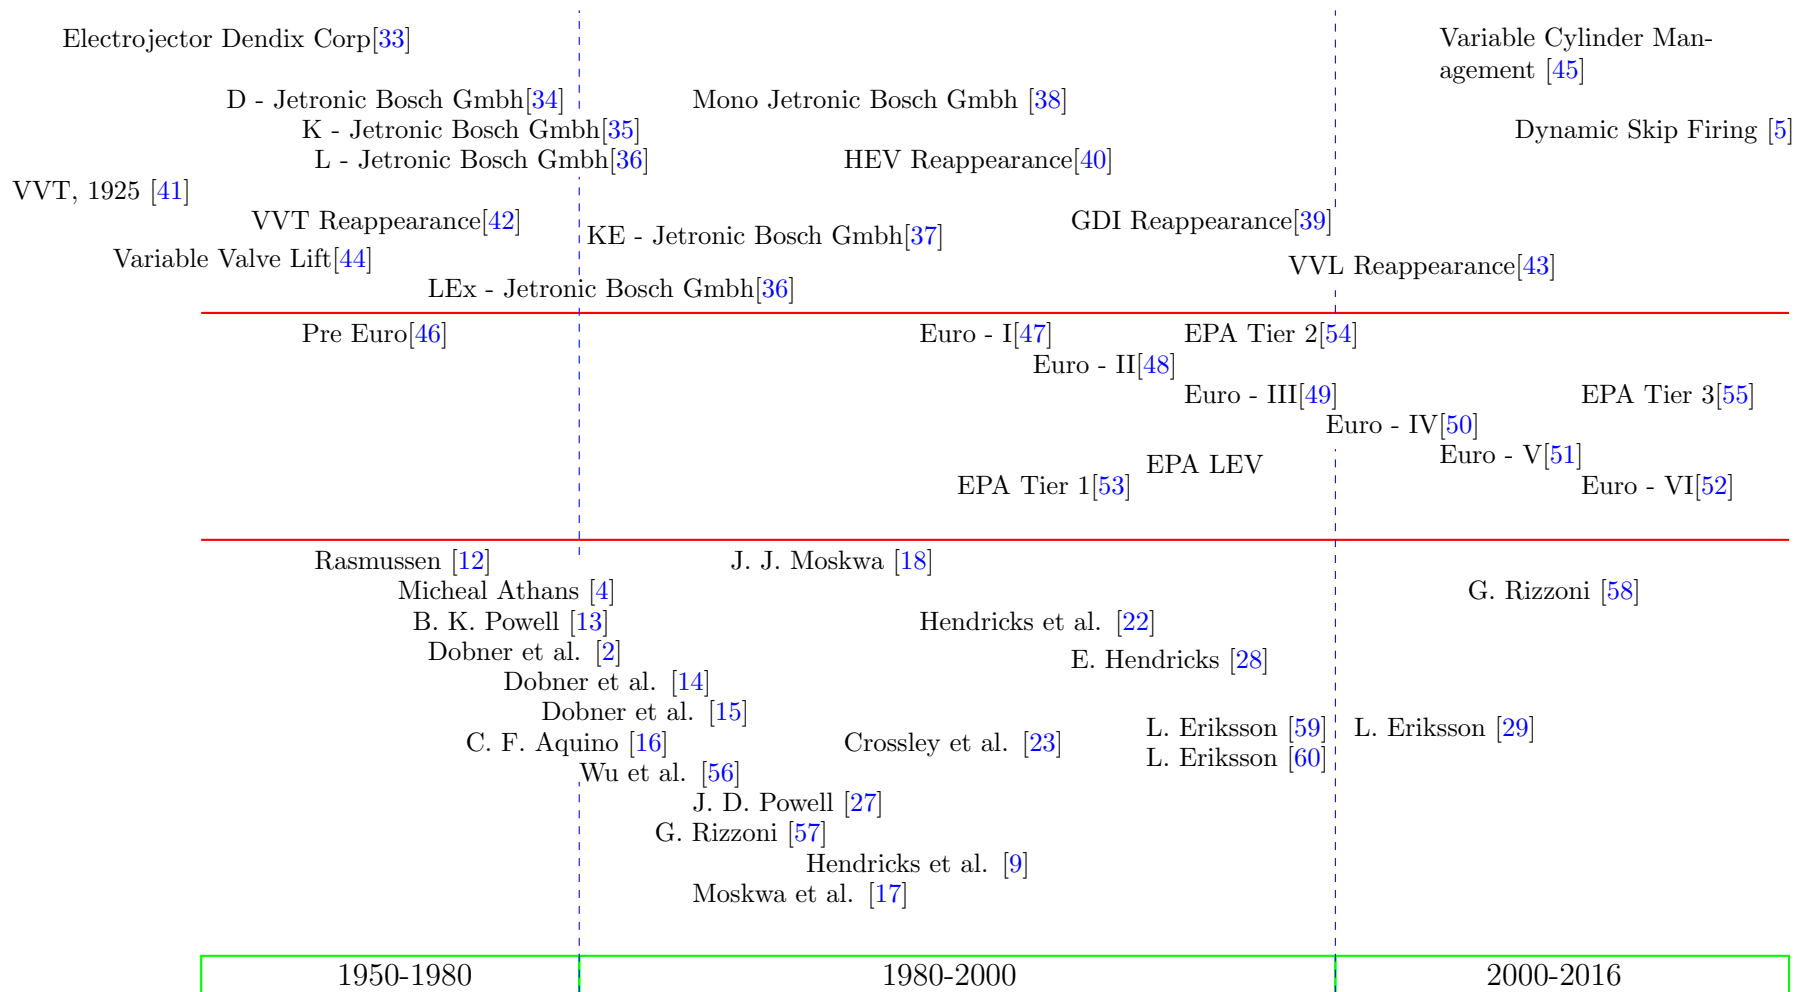 Electrojector Dendix Corp[33]
Variable Cylinder Man-
agement [45]
D - Jetronic Bosch Gmbh[34]
Mono Jetronic Bosch Gmbh [38]
K - Jetronic Bosch Gmbh[35]
Dynamic Skip Firing [5]
L - Jetronic Bosch Gmbh[36]
HEV Reappearance[40]
VVT, 1925 [41]
VVT Reappearance[42]
GDI Reappearance[39]
KE - Jetronic Bosch Gmbh[37]
Variable Valve Lift[44]
VVL Reappearance[43]
LEx - Jetronic Bosch Gmbh[36]
Pre Euro[46]
Euro - I[47]
EPA Tier 2[54]
Euro - II[48]
Euro - III[49]
EPA Tier 3[55]
Euro - IV[50]
Euro - V[51]
EPA LEV
EPA Tier 1[53]
Euro - VI[52]
Rasmussen [12]
J. J. Moskwa [18]
Micheal Athans [4]
G. Rizzoni [58]
B. K. Powell [13]
Hendricks et al. [22]
Dobner et al. [2]
E. Hendricks [28]
Dobner et al. [14]
Dobner et al. [15]
L. Eriksson [59]
L. Eriksson [29]
C. F. Aquino [16]
Crossley et al. [23]
L. Eriksson [60]
Wu et al. [56]
J. D. Powell [27]
G. Rizzoni [57]
Hendricks et al. [9]
Moskwa et al. [17]
1950-1980
1980-2000
2000-2016